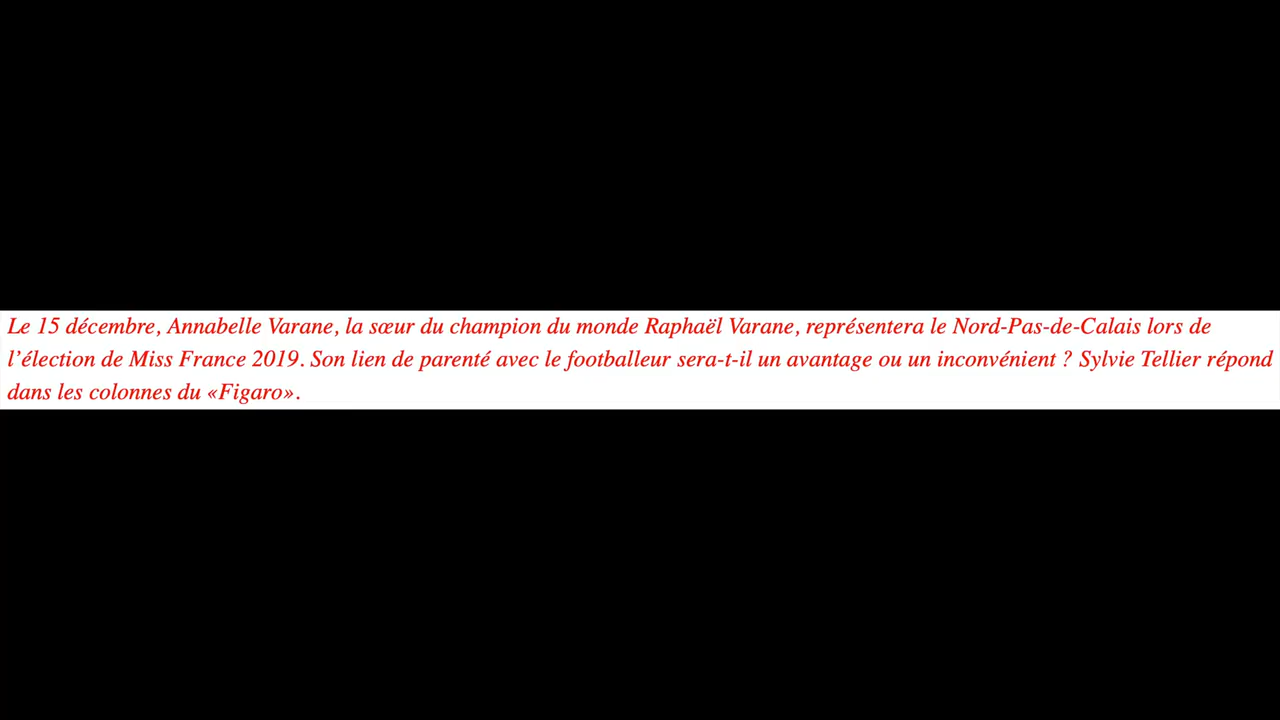 Le 15 décembre, Annabelle Varane, la sœur du champion du monde Raphaël Varane, représentera le Nord-Pas-de-Calais lors de
l’élection de Miss France 2019. Son lien de parenté avec le footballeur sera-t-il un avantage ou un inconvénient ? Sylvie Tellier répond
dans les colonnes du «Figaro».